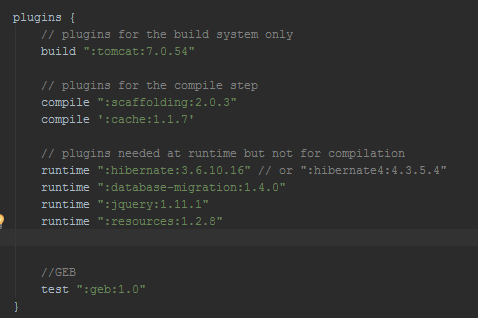 plugins {
// plugins for the build system only
build ":tomcat:7.0.54"
// plugins for the compile step
compile ":scaffolding:2.0.3"
compile ':cache:1.1.7'
// plugins needed at runtime but not for compilation
runtime ":hibernate:3.6.10.16" // or ":hibernate4:4.3.5.4"
runtime ":database-migration:1.4.0"
runtime ":jquery:1.11.1"
runtime ":resources:1.2.8"
//GEB
test ":geb:1.0"
}